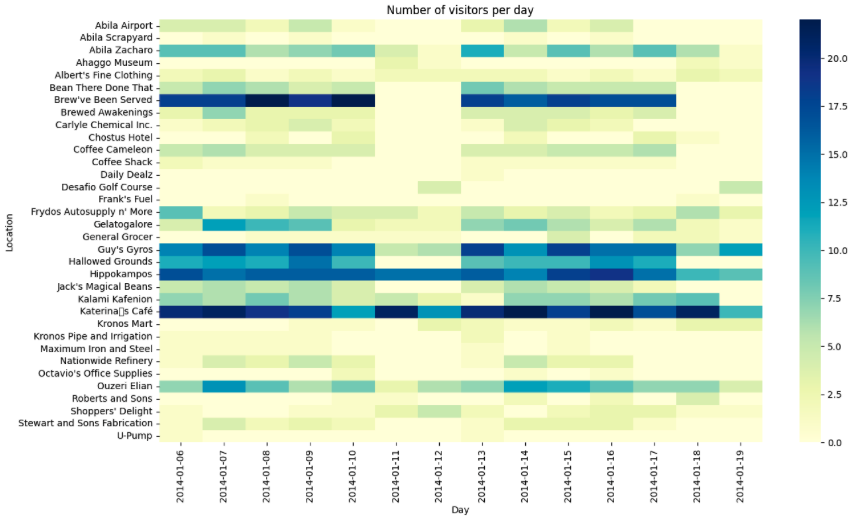 Number of visitors per day
Abila Airport
Abila Scrapyard
Abila Zacharo
Ahaggo Museum
Albert's Fine Clothing
Bean There Done That
Brew've Been Served
Brewed Awakenings
Carlyle Chemical Inc.
Chostus Hotel
Coffee Cameleon
Coffee Shack
Daily Dealz
Desafio Golf Course
Frank's Fuel
Frydos Autosupply n' More
Gelatogalore
General Grocer
Guy's Gyros
Hallowed Grounds
Hippokampos
Jack's Magical Beans
Kalami Kafenion
Katerina▯s Café
Kronos Mart
Kronos Pipe and Irrigation
Maximum Iron and Steel
Nationwide Refinery
Octavio's Office Supplies
Ouzeri Elian
Roberts and Sons
Shoppers' Delight
Stewart and Sons Fabrication
U-Pump
Location
2014-01-06
2014-01-07
2014-01-08
2014-01-09
2014-01-10
2014-01-11
2014-01-12
2014-01-13
2014-01-14
2014-01-15
2014-01-16
2014-01-17
2014-01-18
2014-01-19
Day
20.0
17.5
15.0
12.5
10.0
7.5
5.0
2.5
0.0